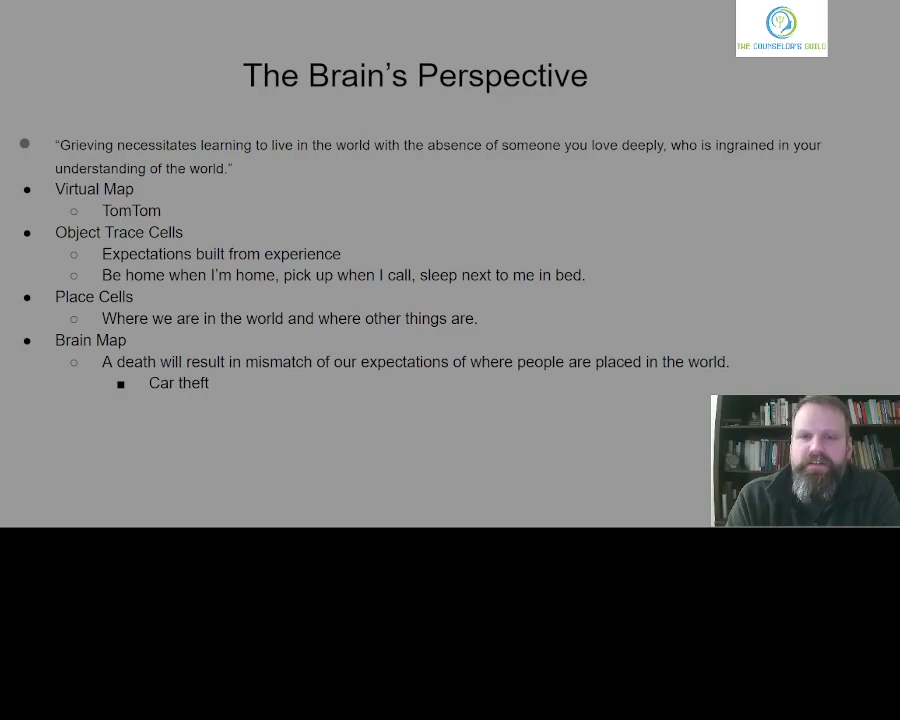 THE COUNSELOR'S GUILD
The Brain's Perspective
● "Grieving necessitates learning to live in the world with the absence of someone you love deeply, who is ingrained in your
understanding of the world."
● Virtual Map
○ TomTom
● Object Trace Cells
○ Expectations built from experience
○ Be home when I'm home, pick up when I call, sleep next to me in bed.
● Place Cells
○ Where we are in the world and where other things are.
● Brain Map
○ A death will result in mismatch of our expectations of where people are placed in the world.
■ Car theft